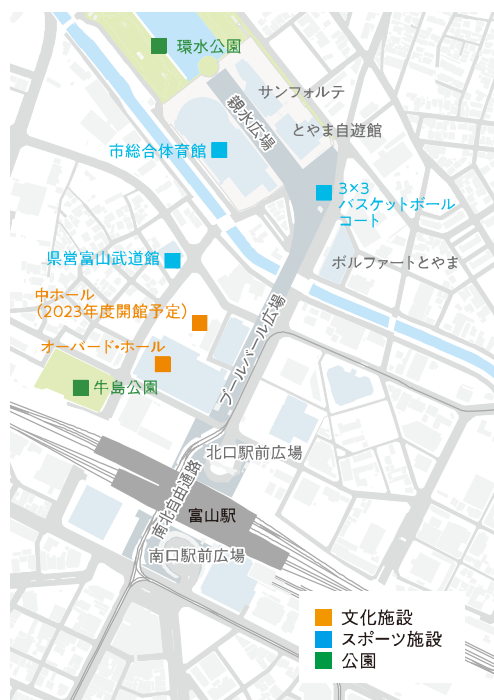 環水公園
サンフォルテ
親水広場
とやま自遊館
市総合体育館
3×3
バスケットボール
コート
県営富山武道館
ボルファートとやま
中ホール
（2023年度開館予定）
ブールバール広場
オーバード・ホール
牛島公園
北口駅前広場
南北自由通路
富山駅
南口駅前広場
文化施設
スポーツ施設
公園